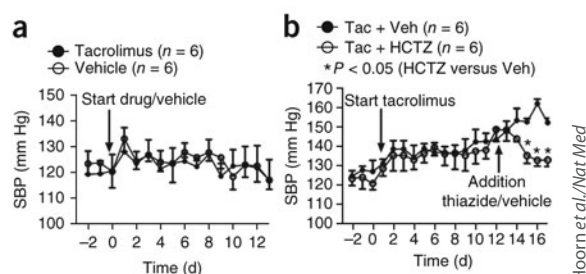 a
Tacrolimus (n = 6)
Vehicle (n = 6)
Start drug/vehicle
SBP (mm Hg)
150
140
130
120
110
100
–2 0 2 4 6 8 10 12
Time (d)
b
Tac + Veh (n = 6)
Tac + HCTZ (n = 6)
*P < 0.05 (HCTZ versus Veh)
Start tacrolimus
SBP (mm Hg)
170
160
150
140
130
120
110
100
* * *
Addition
thiazide/vehicle
–2 0 2 4 6 8 10 12 14 16
Time (d)
Hoorn et al./Nat Med